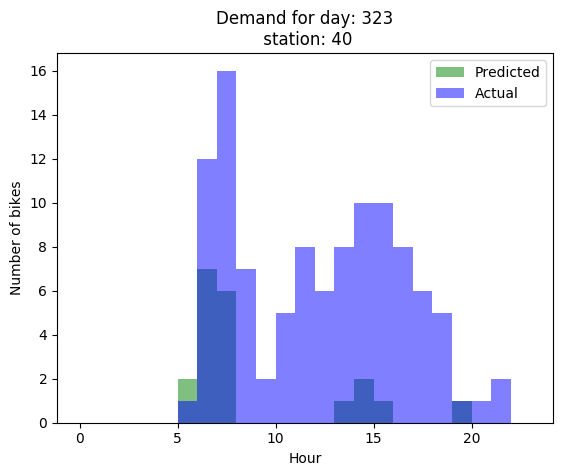 Demand for day: 323
station: 40
Predicted
Actual
Number of bikes
16
14
12
10
8
6
4
2
0
0 5 10 15 20
Hour